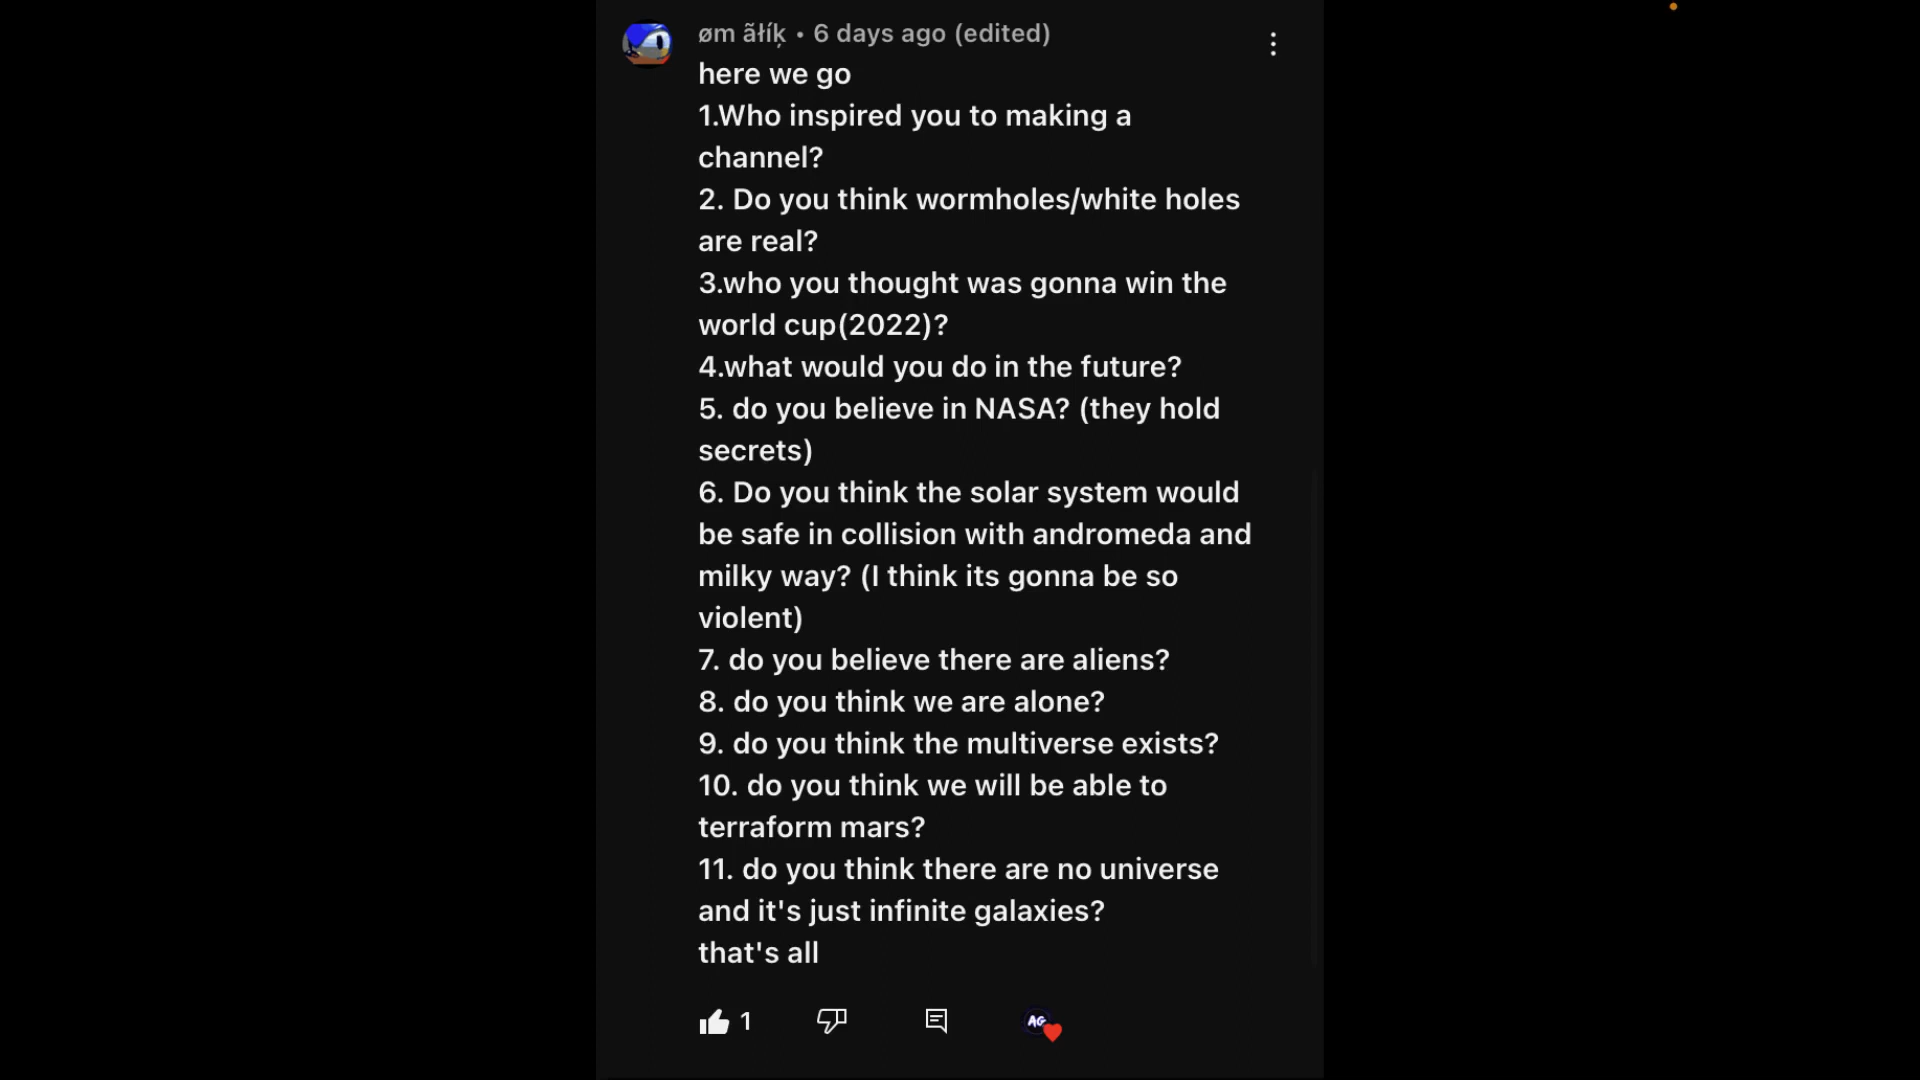 øm ãłíķ • 6 days ago (edited)
here we go
1.Who inspired you to making a
channel?
2. Do you think wormholes/white holes
are real?
3.who you thought was gonna win the
world cup(2022)?
4.what would you do in the future?
5. do you believe in NASA? (they hold
secrets)
6. Do you think the solar system would
be safe in collision with andromeda and
milky way? (I think its gonna be so
violent)
7. do you believe there are aliens?
8. do you think we are alone?
9. do you think the multiverse exists?
10. do you think we will be able to
terraform mars?
11. do you think there are no universe
and it's just infinite galaxies?
that's all
1
AG